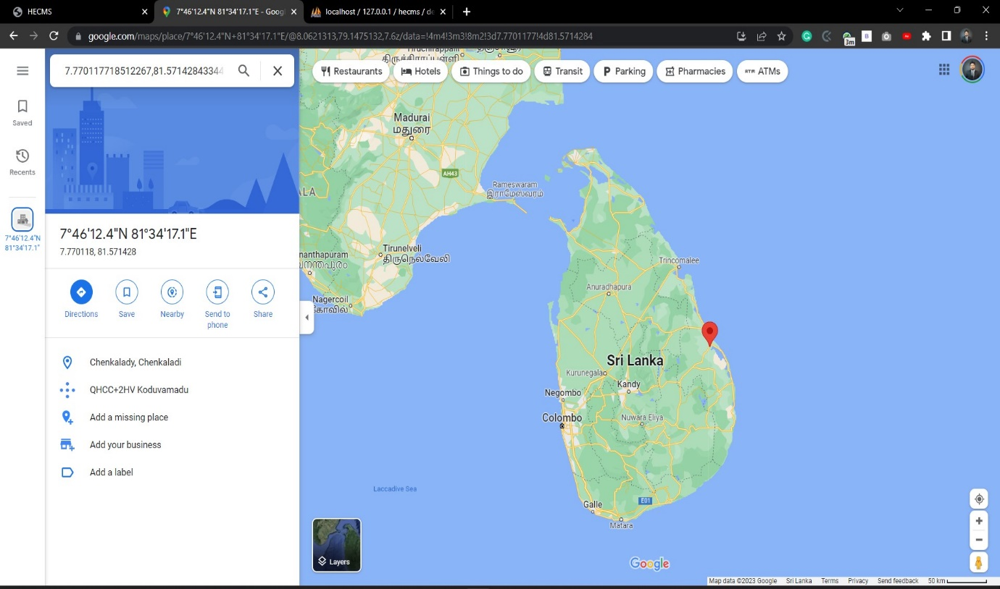 HECMS
7°46'12.4"N 81°34'17.1"E - Goog
localhost / 127.0.0.1 / hecms / de
google.com/maps/place/7°46'12.4"N+81°34'17.1"E/@8.0621313,79.1475132,7.6z/data=!4m4!3m3!8m2!3d7.7701177!4d81.5714284
3m
7.770117718512267,81.57142843344
Restaurants
Hotels
Things to do
Transit
Parking
Pharmacies
ATMs
Saved
Recents
7°46'12.4"N
81°34'17.1"
7°46'12.4"N 81°34'17.1"E
7.770118, 81.571428
Directions
Save
Nearby
Send to
phone
Share
Chenkalady, Chenkaladi
QHCC+2HV Koduvamadu
Add a missing place
Add your business
Add a label
Tiruchirappalli
திருச்சிராப்பள்ளி
Madurai
மதுரை
AH43
ALA
Rameswaram
இராமேஸ்வரம்
Tirunelveli
திருநெல்வேலி
nanthapuram
Nagercoil
கோவில்
Trincomalee
Anuradhapura
Sri Lanka
Kurunegala
Kandy
Negombo
Colombo
Nuwara Eliya
Laccadive Sea
Galle
E01
Matara
Layers
Google
Map data ©2023 Google
Sri Lanka
Terms
Privacy
Send feedback
50 km